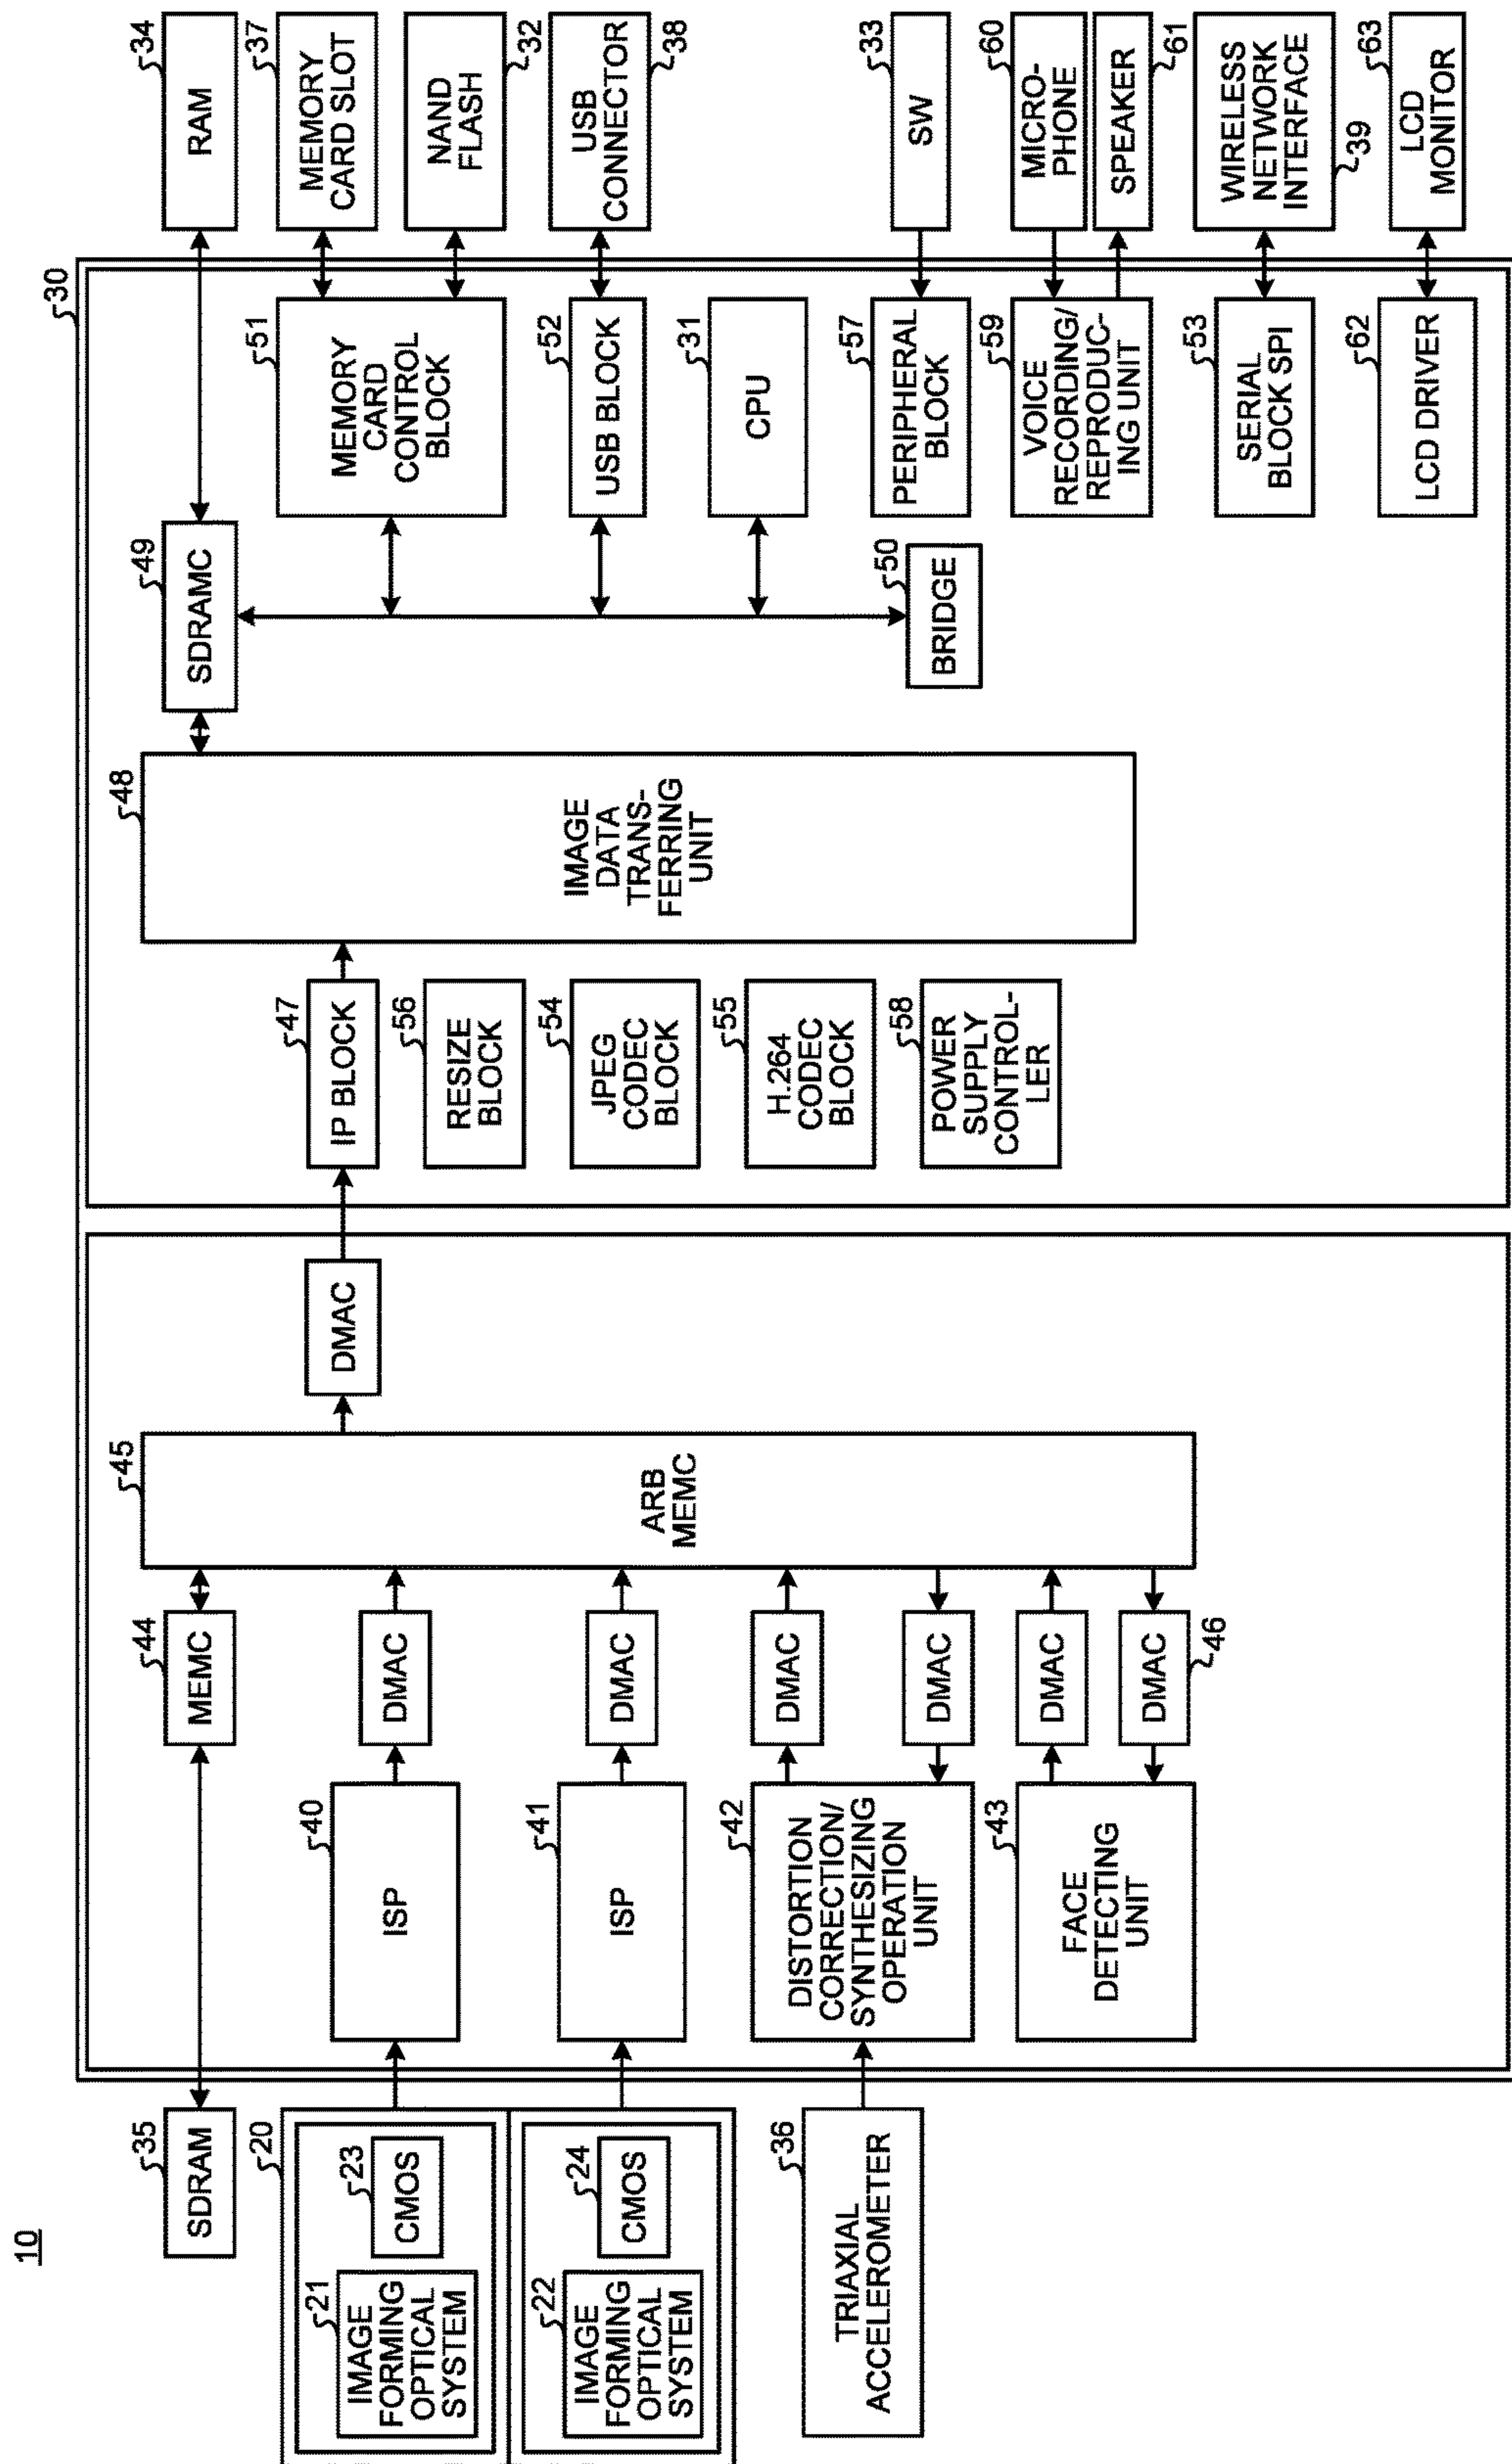 10
30
35
SDRAM
20
21
IMAGE
FORMING
OPTICAL
SYSTEM
23
CMOS
22
IMAGE
FORMING
OPTICAL
SYSTEM
24
CMOS
36
TRIAXIAL
ACCELEROMETER
44
MEMC
40
ISP
DMAC
41
ISP
DMAC
42
DISTORTION
CORRECTION/
SYNTHESIZING
OPERATION
UNIT
DMAC
DMAC
43
FACE
DETECTING
UNIT
DMAC
DMAC
46
45
ARB
MEMC
DMAC
47
IP BLOCK
56
RESIZE
BLOCK
54
JPEG
CODEC
BLOCK
55
H.264
CODEC
BLOCK
58
POWER
SUPPLY
CONTROL-
LER
48
IMAGE
DATA
TRANS-
FERRING
UNIT
49
SDRAMC
50
BRIDGE
51
MEMORY
CARD
CONTROL
BLOCK
52
USB BLOCK
31
CPU
57
PERIPHERAL
BLOCK
59
VOICE
RECORDING/
REPRODUC-
ING UNIT
53
SERIAL
BLOCK SPI
62
LCD DRIVER
34
RAM
37
MEMORY
CARD SLOT
NAND
FLASH
32
USB
CONNECTOR
38
33
SW
60
MICRO-
PHONE
SPEAKER
61
WIRELESS
NETWORK
INTERFACE
39
63
LCD
MONITOR